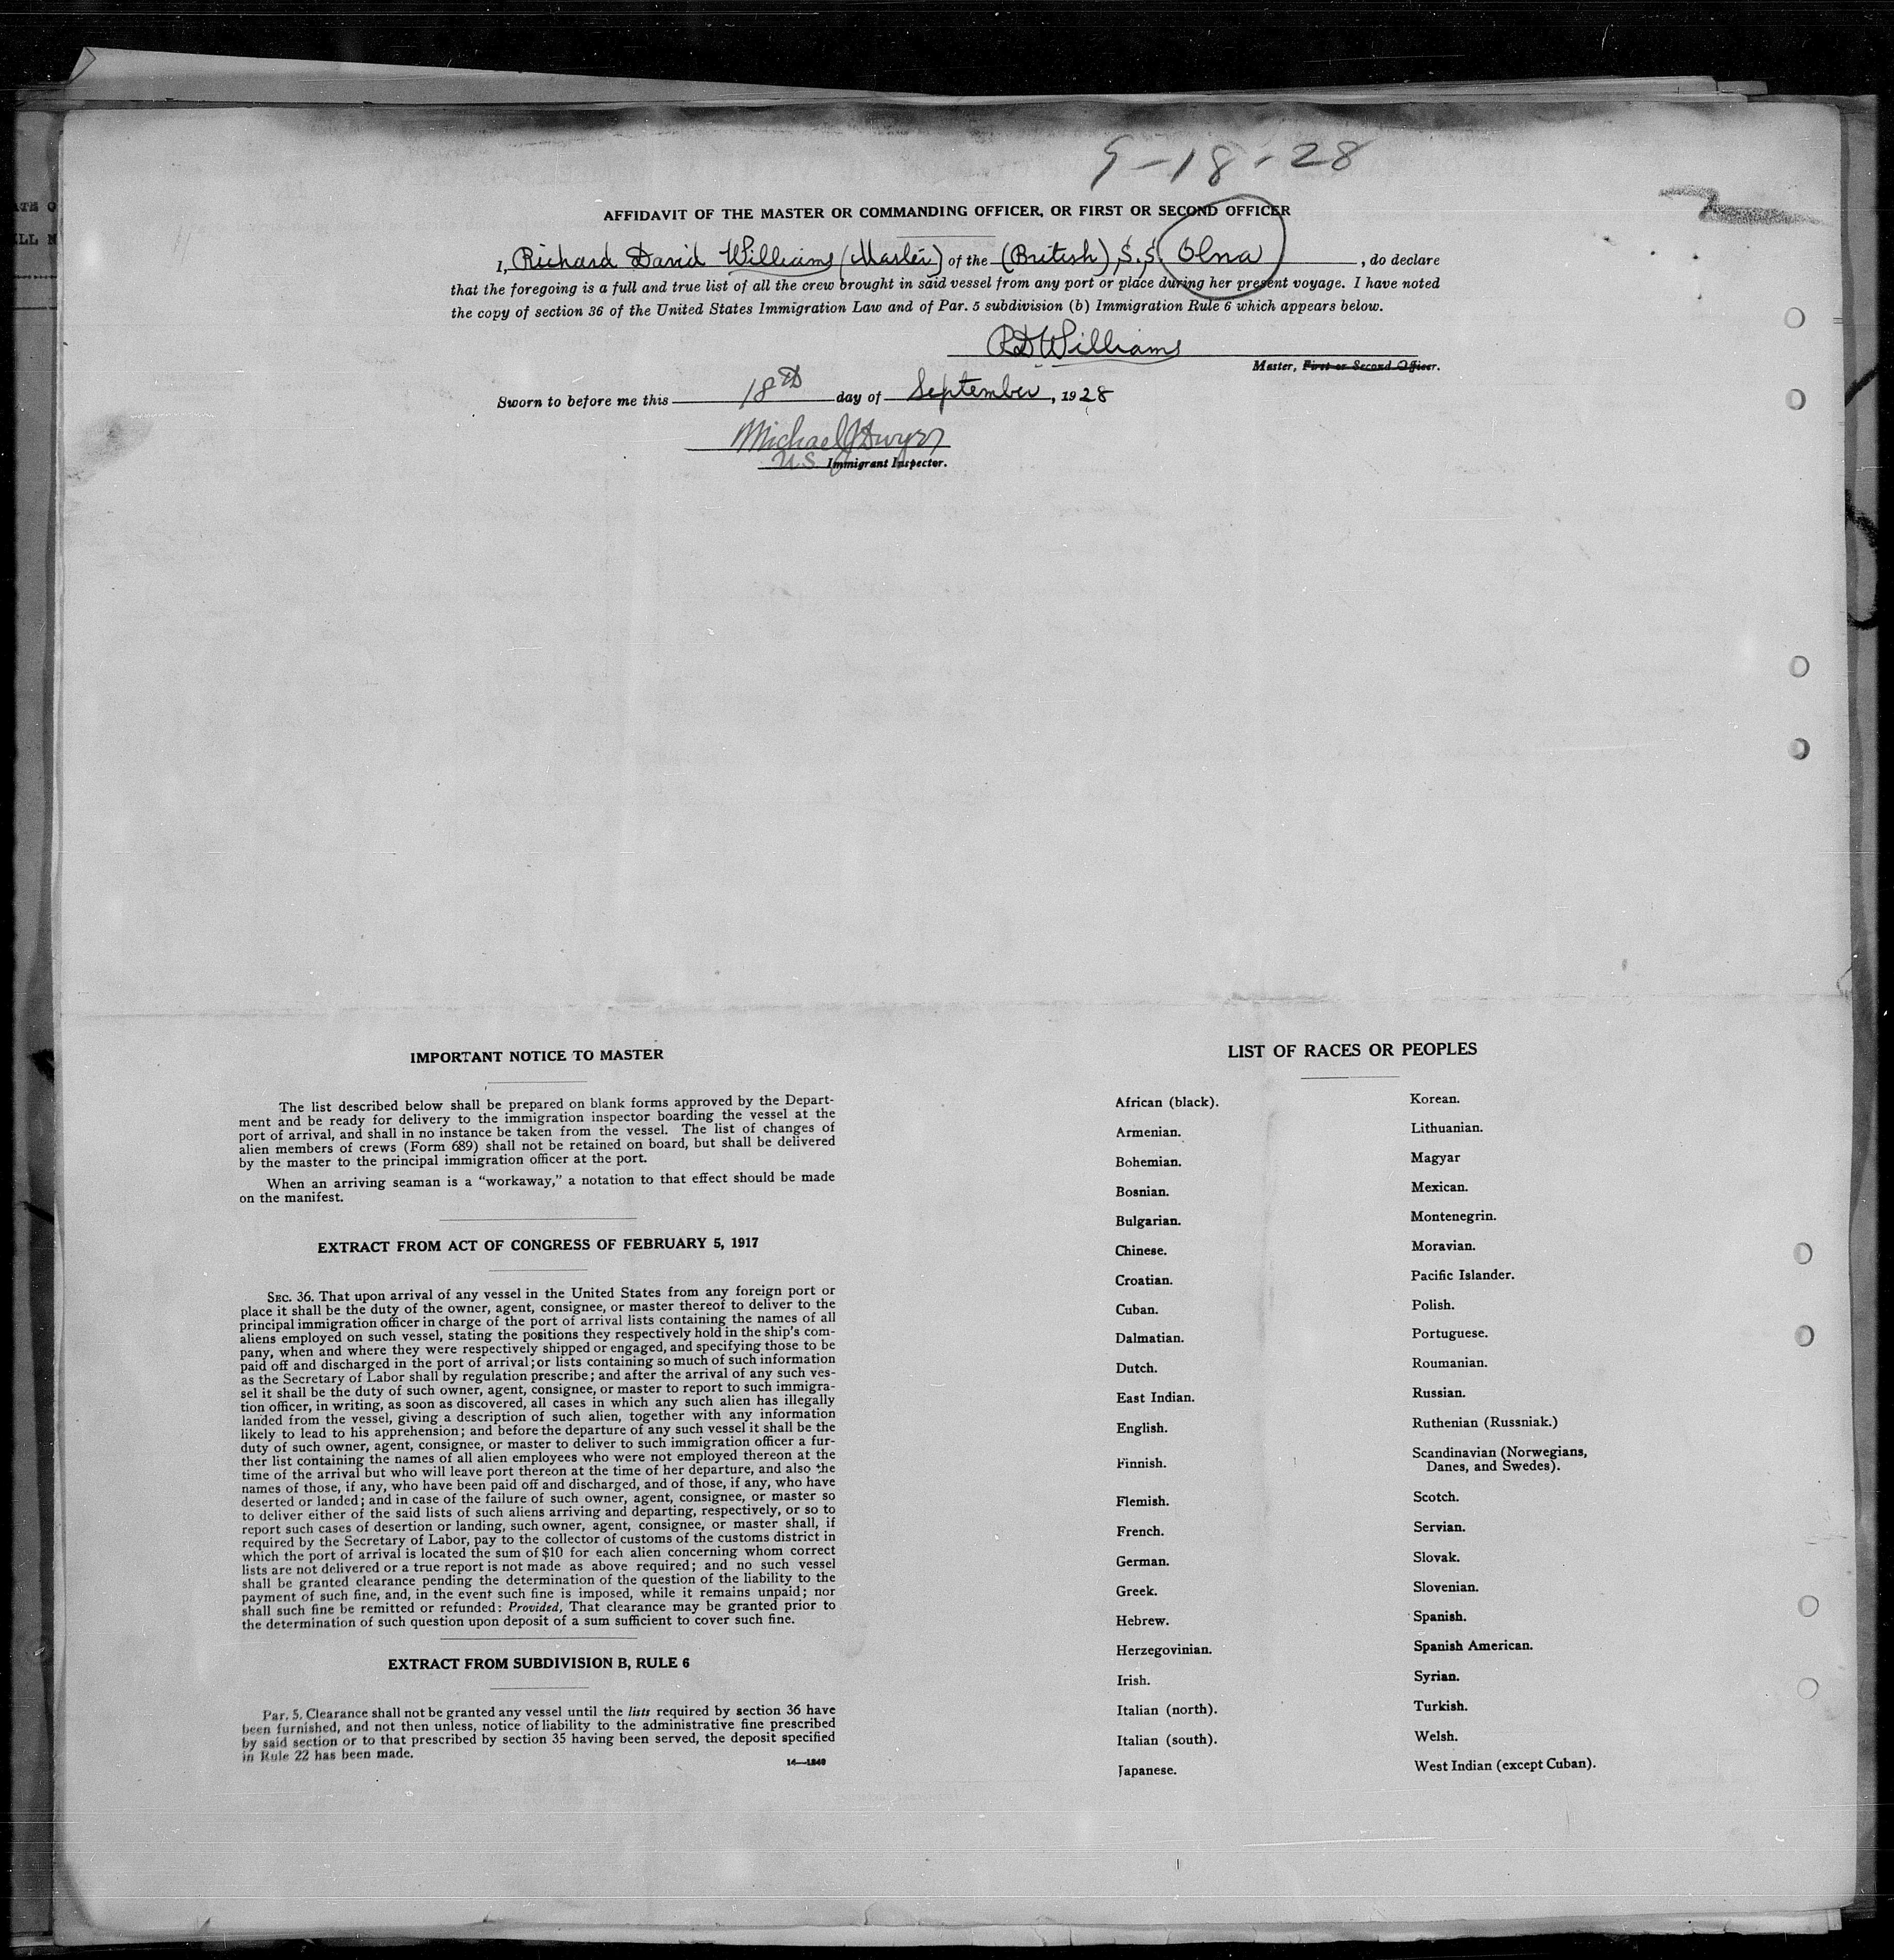 9-18-28
AFFIDAVIT OF THE MASTER OR COMMANDING OFFICER, OR FIRST OR SECOND OFFICER
I, Richard David Williams (Master) of the (British) S.S. Olna, do declare
that the foregoing is a full and true list of all the crew brought in said vessel from any port or place during her present voyage. I have noted
the copy of section 36 of the United States Immigration Law and of Par. 5 subdivision (b) Immigration Rule 6 which appears below.
RDWilliams
Master, First or Second Officer.
Sworn to before me this 18th day of September, 1928
Michael J Dwyer
U.S. Immigrant Inspector.
ATE O
ALL N
IMPORTANT NOTICE TO MASTER
The list described below shall be prepared on blank forms approved by the Depart-
ment and be ready for delivery to the immigration inspector boarding the vessel at the
port of arrival, and shall in no instance be taken from the vessel. The list of changes of
alien members of crews (Form 689) shall not be retained on board, but shall be delivered
by the master to the principal immigration officer at the port.
When an arriving seaman is a “workaway,” a notation to that effect should be made
on the manifest.
EXTRACT FROM ACT OF CONGRESS OF FEBRUARY 5, 1917
SEC. 36. That upon arrival of any vessel in the United States from any foreign port or
place it shall be the duty of the owner, agent, consignee, or master thereof to deliver to the
principal immigration officer in charge of the port of arrival lists containing the names of all
aliens employed on such vessel, stating the positions they respectively hold in the ship's com-
pany, when and where they were respectively shipped or engaged, and specifying those to be
paid off and discharged in the port of arrival; or lists containing so much of such information
as the Secretary of Labor shall by regulation prescribe; and after the arrival of any such ves-
sel it shall be the duty of such owner, agent, consignee, or master to report to such immigra-
tion officer, in writing, as soon as discovered, all cases in which any such alien has illegally
landed from the vessel, giving a description of such alien, together with any information
likely to lead to his apprehension; and before the departure of any such vessel it shall be the
duty of such owner, agent, consignee, or master to deliver to such immigration officer a fur-
ther list containing the names of all alien employees who were not employed thereon at the
time of the arrival but who will leave port thereon at the time of her departure, and also the
names of those, if any, who have been paid off and discharged, and of those, if any, who have
deserted or landed; and in case of the failure of such owner, agent, consignee, or master so
to deliver either of the said lists of such aliens arriving and departing, respectively, or so to
report such cases of desertion or landing, such owner, agent, consignee, or master shall, if
required by the Secretary of Labor, pay to the collector of customs of the customs district in
which the port of arrival is located the sum of $10 for each alien concerning whom correct
lists are not delivered or a true report is not made as above required; and no such vessel
shall be granted clearance pending the determination of the question of the liability to the
payment of such fine, and, in the event such fine is imposed, while it remains unpaid; nor
shall such fine be remitted or refunded: Provided, That clearance may be granted prior to
the determination of such question upon deposit of a sum sufficient to cover such fine.
EXTRACT FROM SUBDIVISION B, RULE 6
Par. 5. Clearance shall not be granted any vessel until the lists required by section 36 have
been furnished, and not then unless, notice of liability to the administrative fine prescribed
by said section or to that prescribed by section 35 having been served, the deposit specified
in Rule 22 has been made.
14—1240
LIST OF RACES OR PEOPLES
African (black).
Armenian.
Bohemian.
Bosnian.
Bulgarian.
Chinese.
Croatian.
Cuban.
Dalmatian.
Dutch.
East Indian.
English.
Finnish.
Flemish.
French.
German.
Greek.
Hebrew.
Herzegovinian.
Irish.
Italian (north).
Italian (south).
Japanese.
Korean.
Lithuanian.
Magyar
Mexican.
Montenegrin.
Moravian.
Pacific Islander.
Polish.
Portuguese.
Roumanian.
Russian.
Ruthenian (Russniak.)
Scandinavian (Norwegians,
Danes, and Swedes).
Scotch.
Servian.
Slovak.
Slovenian.
Spanish.
Spanish American.
Syrian.
Turkish.
Welsh.
West Indian (except Cuban).